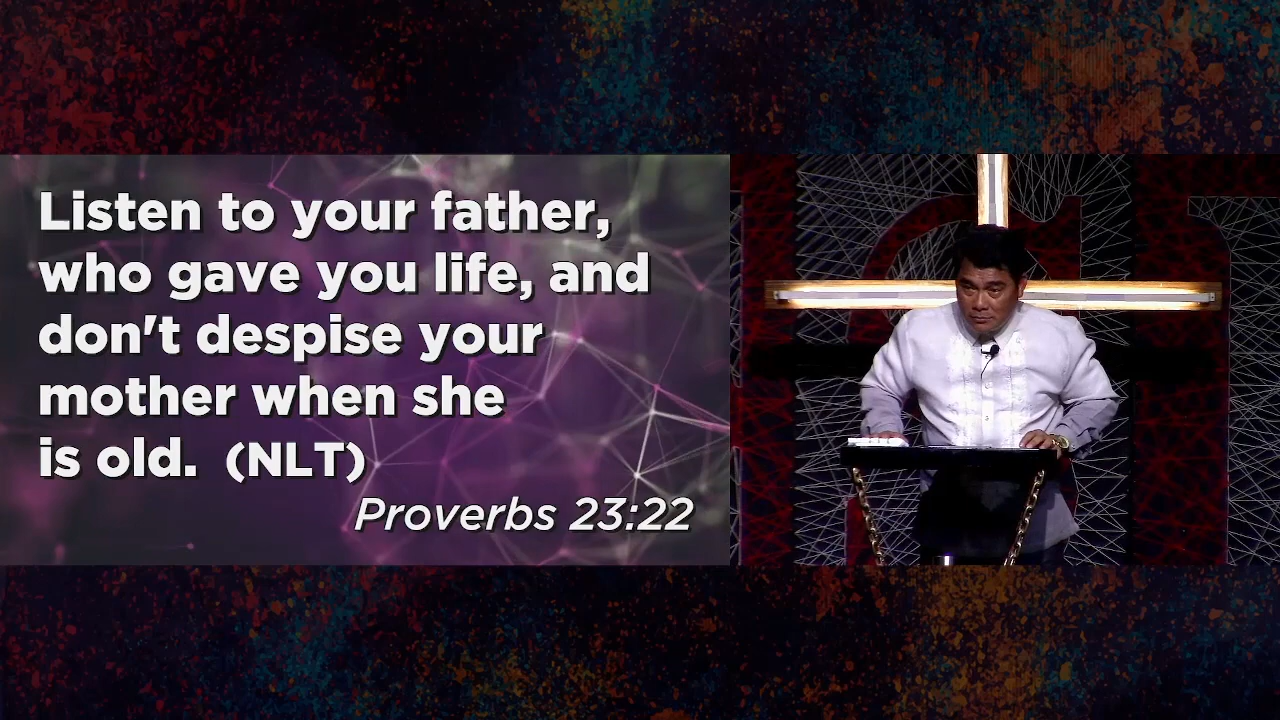 Listen to your father,
who gave you life, and
don't despise your
mother when she
is old. (NLT)
Proverbs 23:22